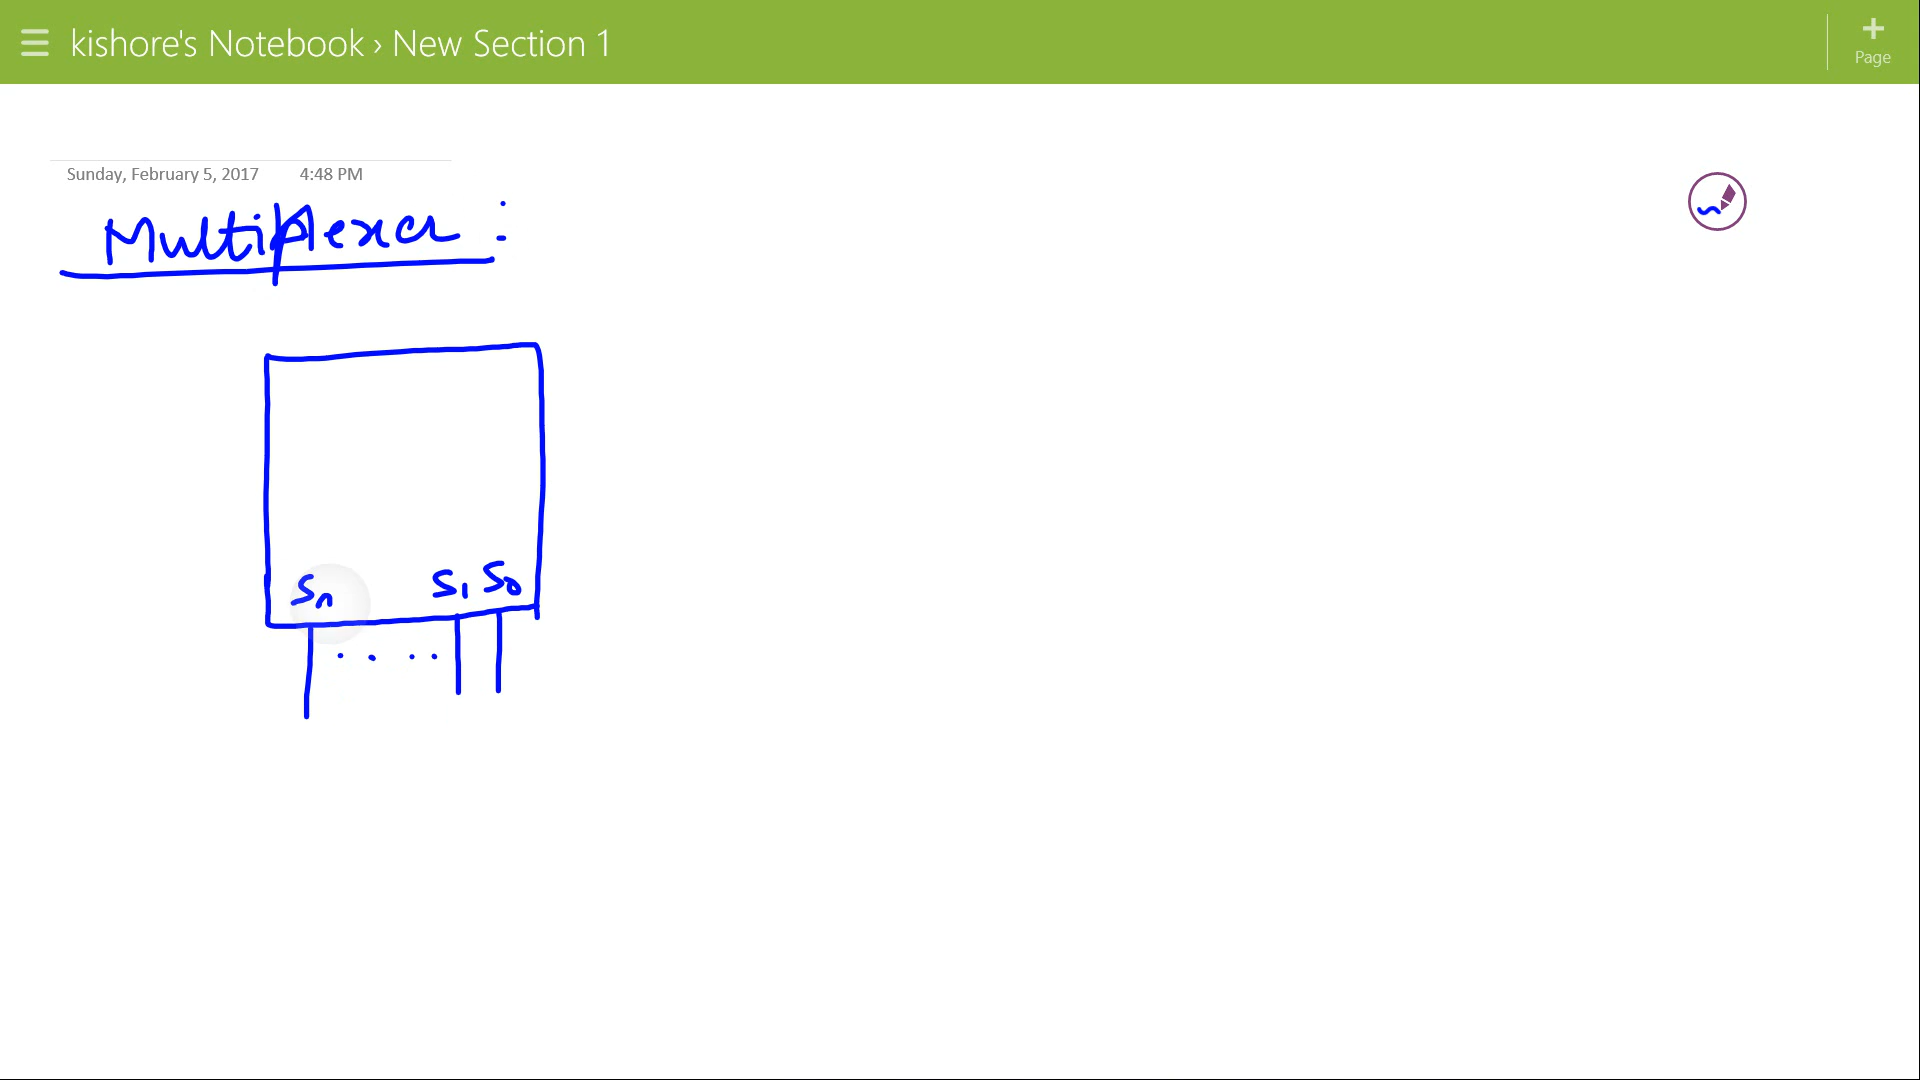 kishore's Notebook › New Section 1
Page
Sunday, February 5, 2017 4:48 PM
Multiplexer :
Sn S1 S0